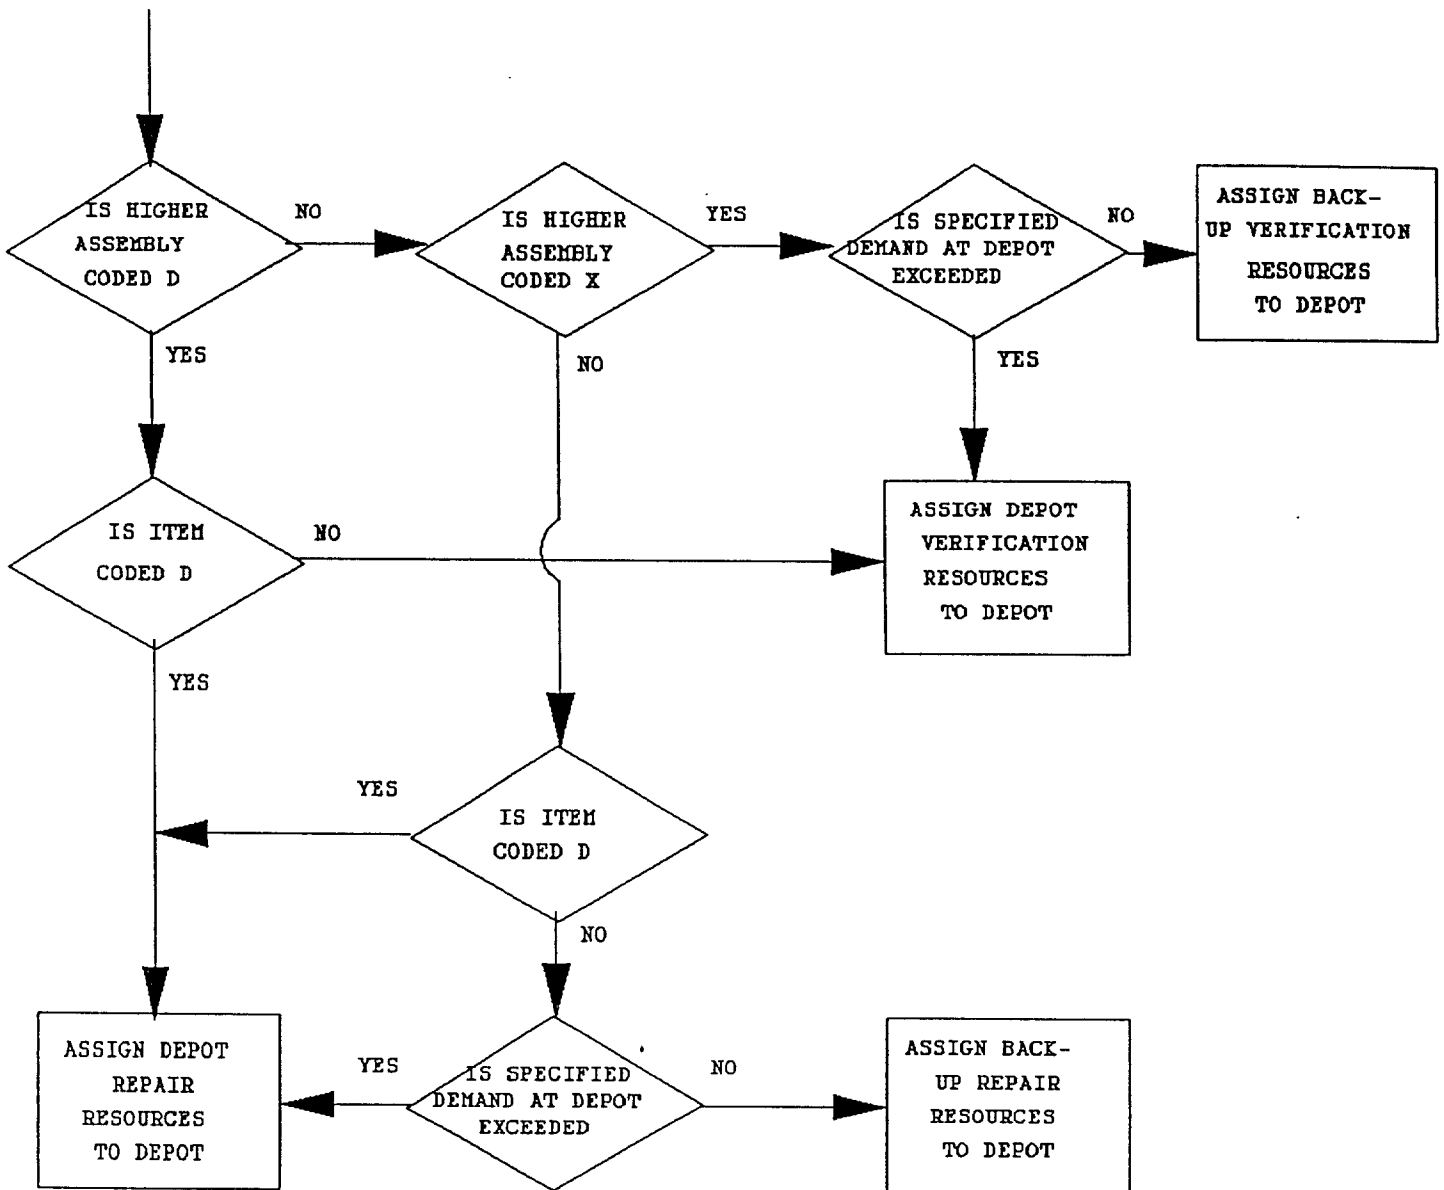 IS HIGHER
ASSEMBLY
CODED D
NO
YES
IS HIGHER
ASSEMBLY
CODED X
YES
NO
IS SPECIFIED
DEMAND AT DEPOT
EXCEEDED
NO
YES
ASSIGN BACK-
UP VERIFICATION
RESOURCES
TO DEPOT
IS ITEM
CODED D
NO
YES
ASSIGN DEPOT
VERIFICATION
RESOURCES
TO DEPOT
YES
IS ITEM
CODED D
NO
ASSIGN DEPOT
REPAIR
RESOURCES
TO DEPOT
YES
IS SPECIFIED
DEMAND AT DEPOT
EXCEEDED
NO
ASSIGN BACK-
UP REPAIR
RESOURCES
TO DEPOT